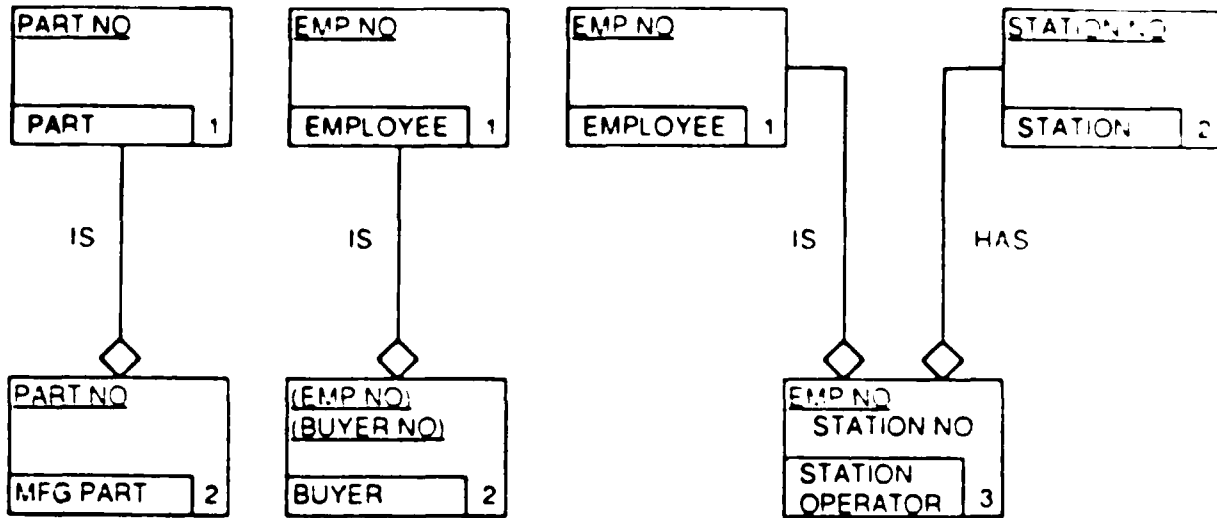 PART NO
EMP NO
EMP NO
STATION NO
PART 1
EMPLOYEE 1
EMPLOYEE 1
STATION 2
IS
IS
IS
HAS
PART NO
(EMP NO)
(BUYER NO)
EMP NO
STATION NO
MFG PART 2
BUYER 2
STATION
OPERATOR 3